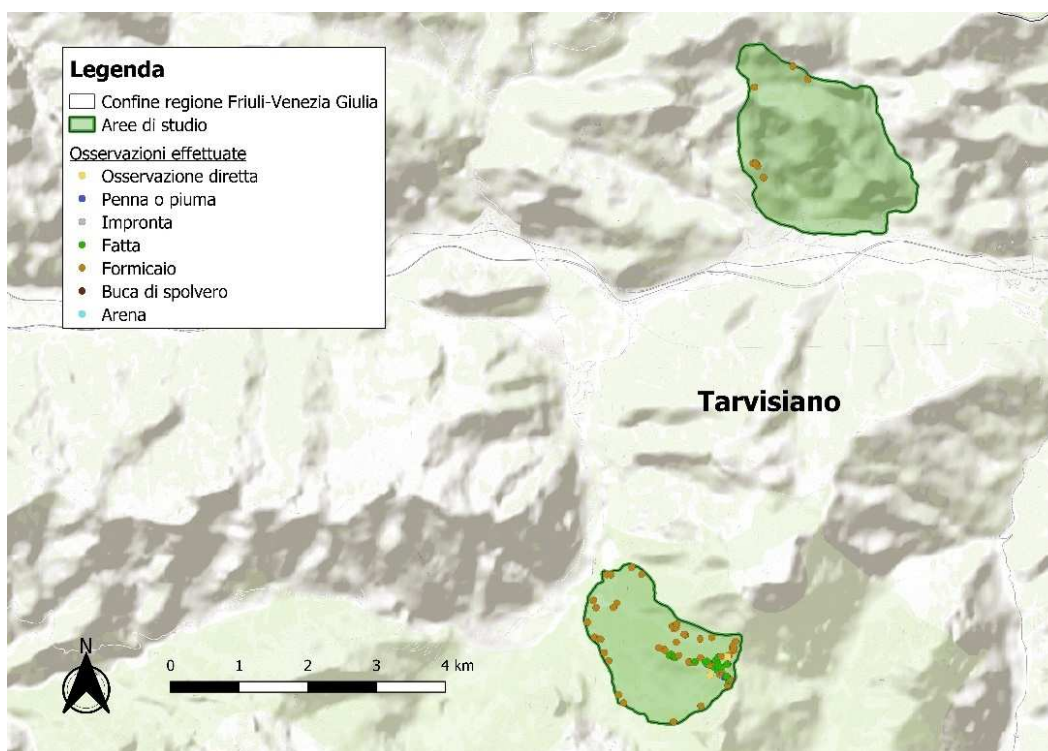 Legenda
Confine regione Friuli-Venezia Giulia
Aree di studio
Osservazioni effettuate
Osservazione diretta
Penna o piuma
Impronta
Fatta
Formicaio
Buca di spolvero
Arena
Tarvisiano
N
0 1 2 3 4 km